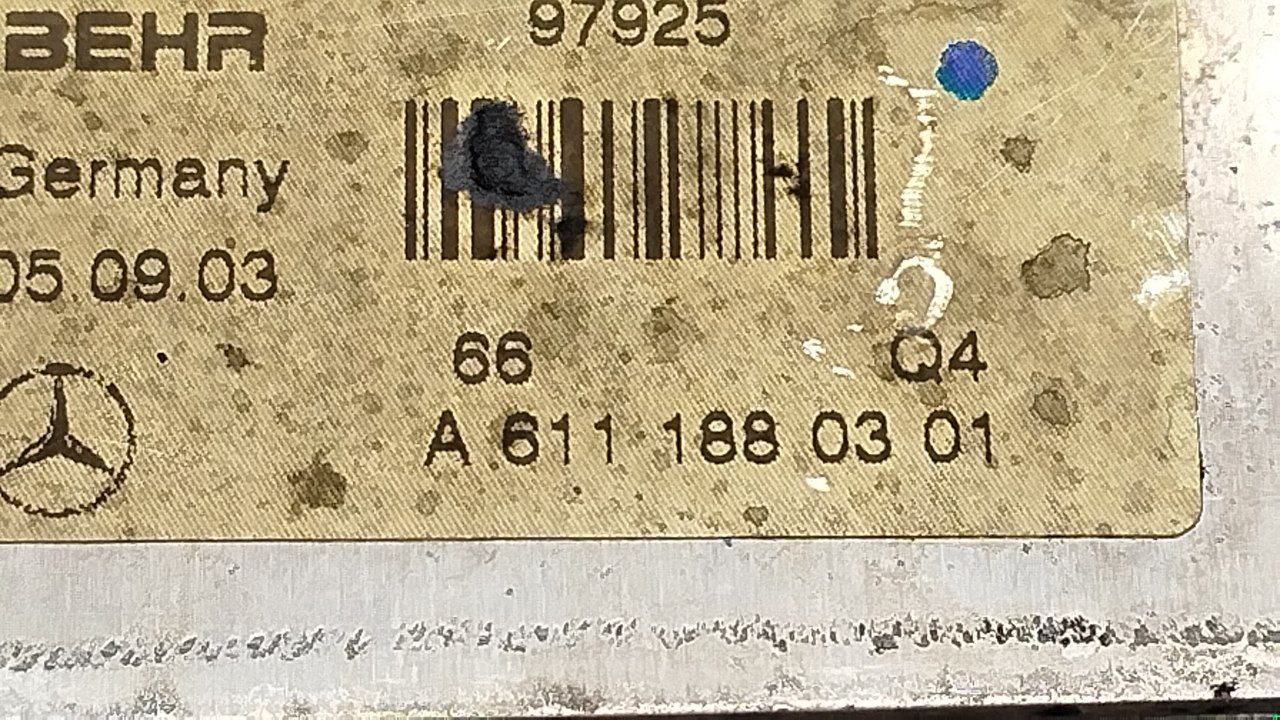 BEHR
97925
Germany
05.09.03
66 Q4
A 611 188 03 01